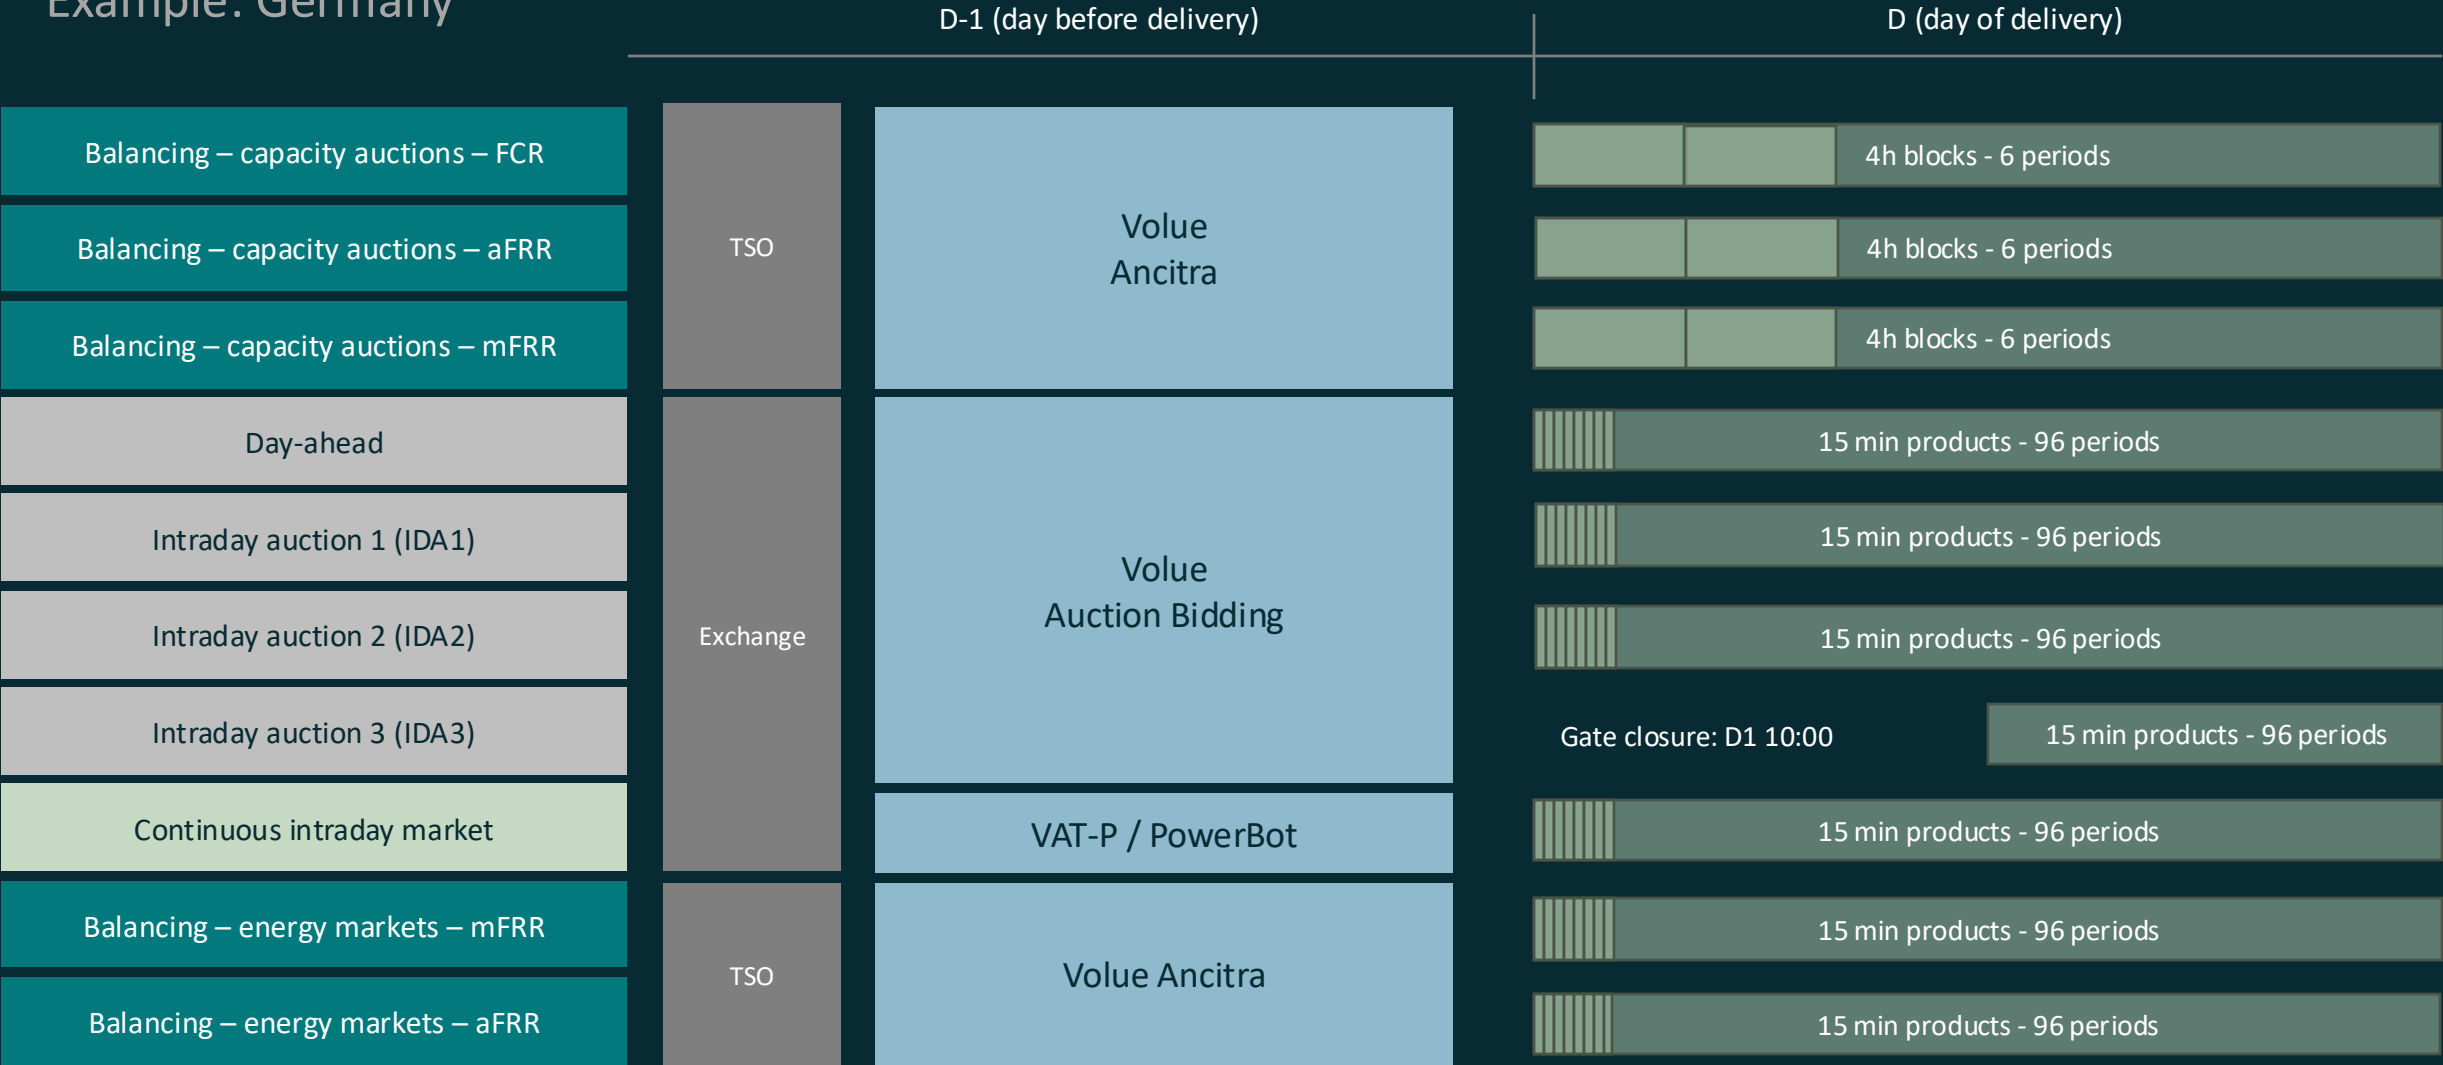 Example: Germany
D-1 (day before delivery)
D (day of delivery)
Balancing – capacity auctions – FCR
TSO
Volue
Ancitra
4h blocks - 6 periods
Balancing – capacity auctions – aFRR
4h blocks - 6 periods
Balancing – capacity auctions – mFRR
4h blocks - 6 periods
Day-ahead
Exchange
Volue
Auction Bidding
15 min products - 96 periods
Intraday auction 1 (IDA1)
15 min products - 96 periods
Intraday auction 2 (IDA2)
15 min products - 96 periods
Intraday auction 3 (IDA3)
Gate closure: D1 10:00
15 min products - 96 periods
Continuous intraday market
VAT-P / PowerBot
15 min products - 96 periods
Balancing – energy markets – mFRR
TSO
Volue Ancitra
15 min products - 96 periods
Balancing – energy markets – aFRR
15 min products - 96 periods